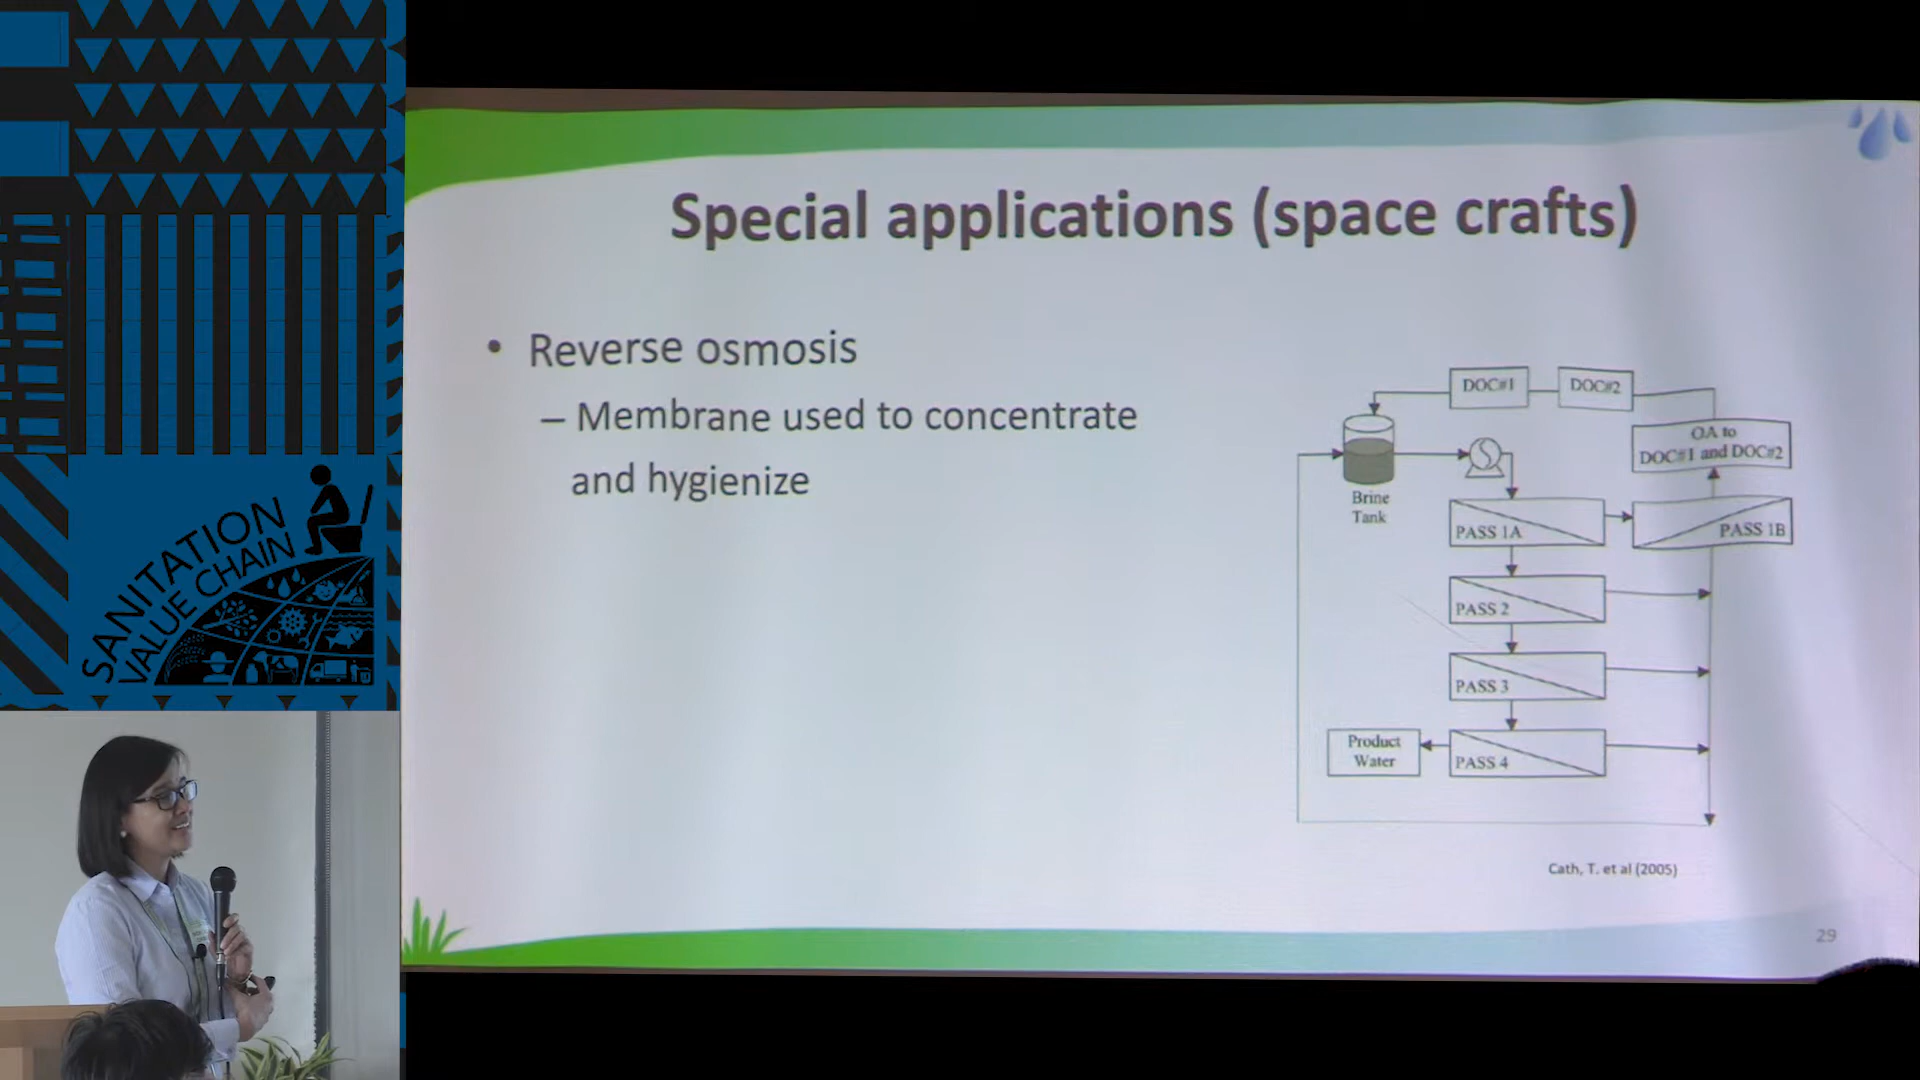 SANITATION
VALUE CHAIN
Special applications (space crafts)
• Reverse osmosis
– Membrane used to concentrate
and hygienize
DOC#1
DOC#2
OA to
DOC#1 and DOC#2
Brine
Tank
PASS 1A
PASS 1B
PASS 2
PASS 3
Product
Water
PASS 4
Cath, T. et al (2005)
29